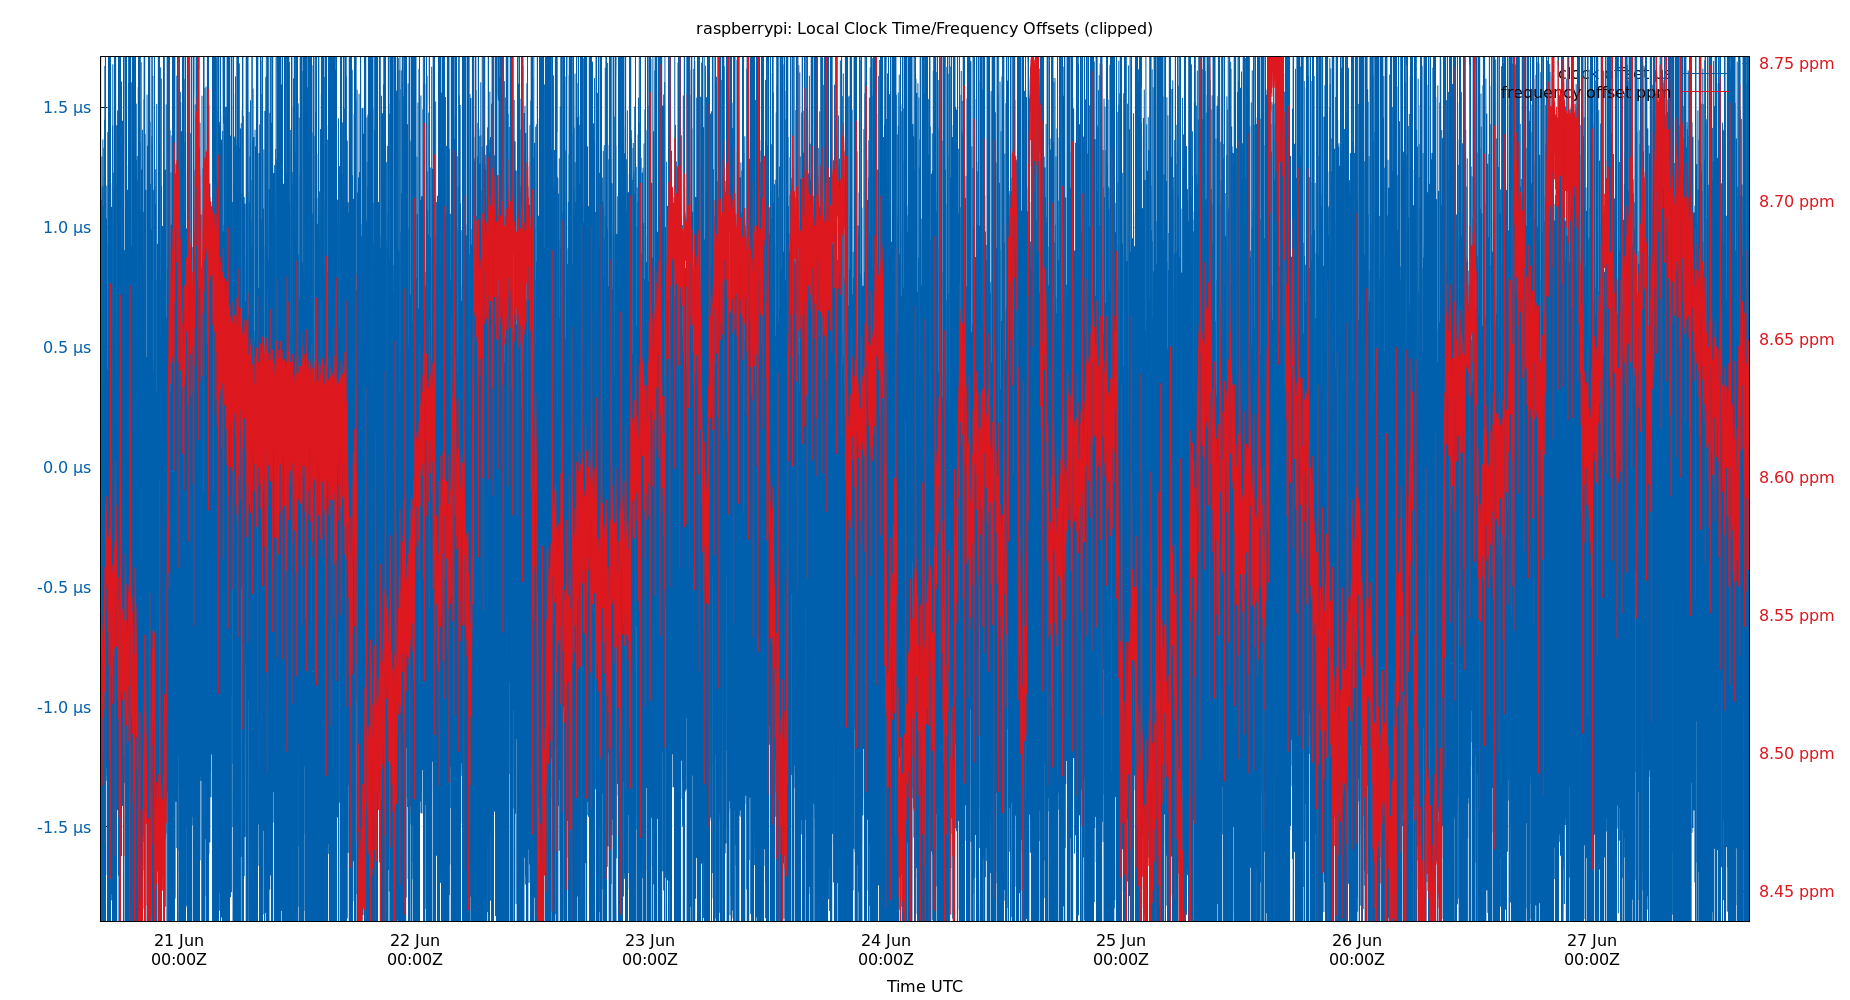 raspberrypi: Local Clock Time/Frequency Offsets (clipped)
clock offset µs
frequency offset ppm
1.5 µs
1.0 µs
0.5 µs
0.0 µs
-0.5 µs
-1.0 µs
-1.5 µs
8.75 ppm
8.70 ppm
8.65 ppm
8.60 ppm
8.55 ppm
8.50 ppm
8.45 ppm
21 Jun 22 Jun 23 Jun 24 Jun 25 Jun 26 Jun 27 Jun
00:00Z 00:00Z 00:00Z 00:00Z 00:00Z 00:00Z 00:00Z
Time UTC